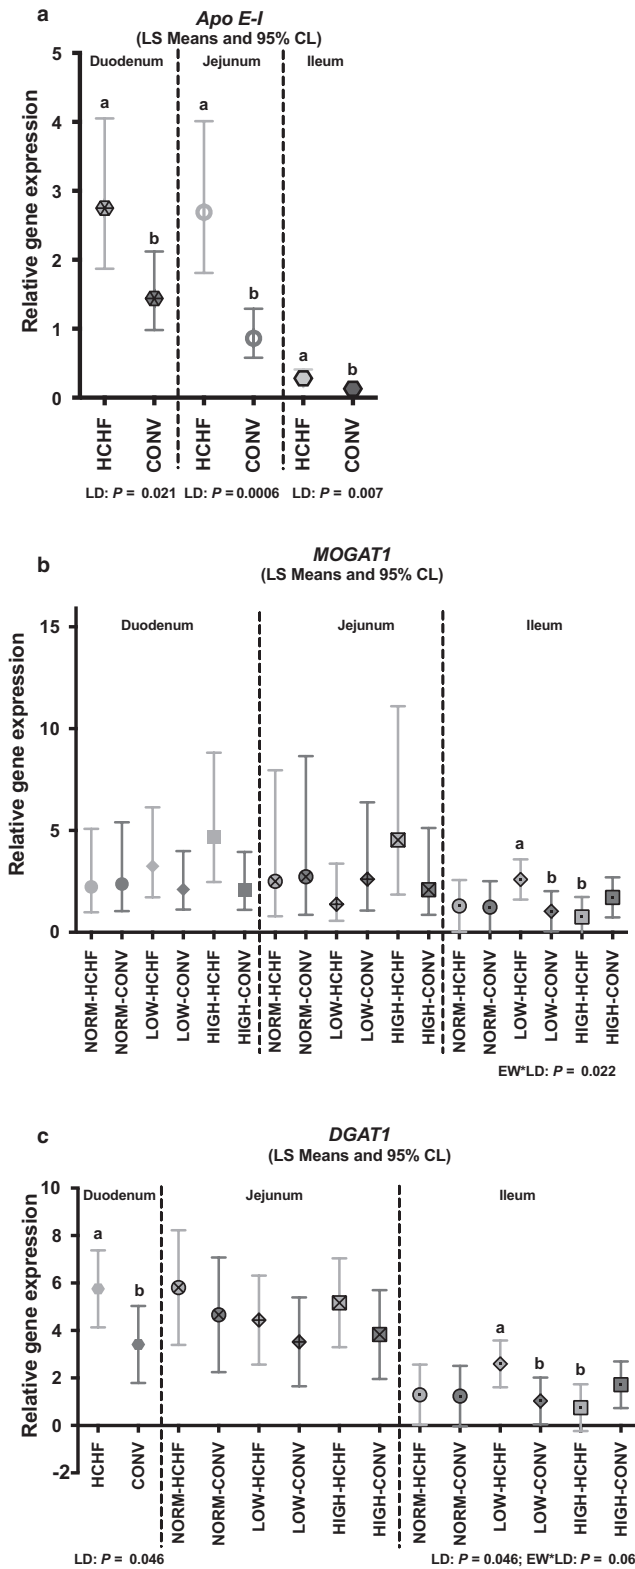 a
Apo E-I
(LS Means and 95% CL)
Duodenum Jejunum Ileum
Relative gene expression
5
4
3
2
1
0
a a
b
b
a b
HCHF CONV HCHF CONV HCHF CONV
LD: P = 0.021 LD: P = 0.0006 LD: P = 0.007
b
MOGAT1
(LS Means and 95% CL)
Duodenum Jejunum Ileum
Relative gene expression
15
10
5
0
a
b b
NORM-HCHF NORM-CONV LOW-HCHF LOW-CONV HIGH-HCHF HIGH-CONV NORM-HCHF NORM-CONV LOW-HCHF LOW-CONV HIGH-HCHF HIGH-CONV NORM-HCHF NORM-CONV LOW-HCHF LOW-CONV HIGH-HCHF HIGH-CONV
EW*LD: P = 0.022
c
DGAT1
(LS Means and 95% CL)
Duodenum Jejunum Ileum
Relative gene expression
10
8
6
4
2
0
-2
a
b
a
b b
HCHF CONV NORM-HCHF NORM-CONV LOW-HCHF LOW-CONV HIGH-HCHF HIGH-CONV NORM-HCHF NORM-CONV LOW-HCHF LOW-CONV HIGH-HCHF HIGH-CONV
LD: P = 0.046 LD: P = 0.046; EW*LD: P = 0.06